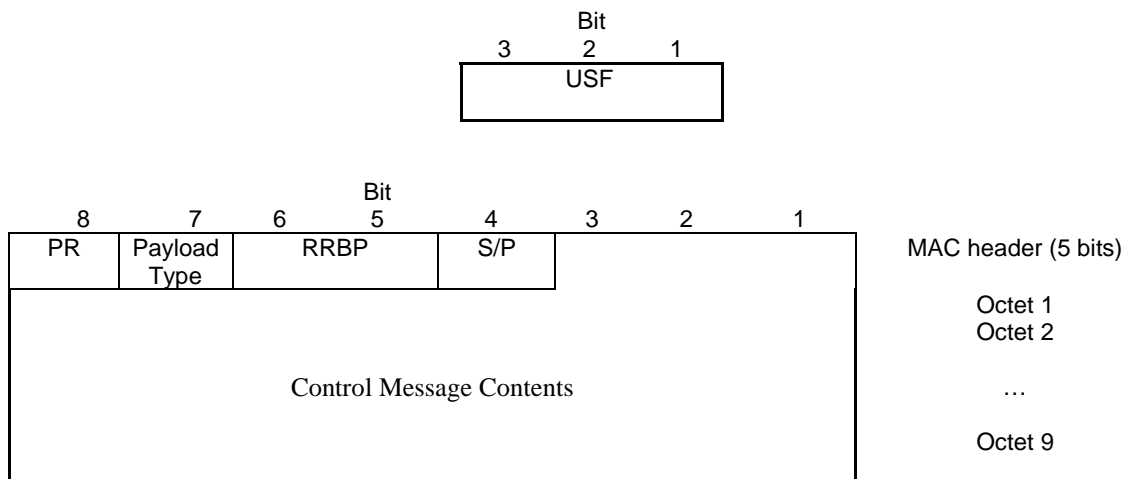 Bit
3 2 1
USF
Bit
8 7 6 5 4 3 2 1
PR Payload Type RRBP S/P MAC header (5 bits)
Octet 1
Octet 2
Control Message Contents …
Octet 9